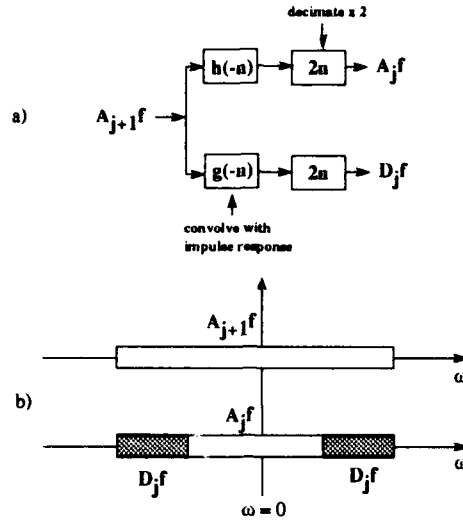 decimate x 2
a)
h(-n)
2n
A_j f
A_{j+1} f
g(-n)
2n
D_j f
convolve with
impulse response
A_{j+1} f
ω
b)
A_j f
ω
D_j f
D_j f
ω = 0